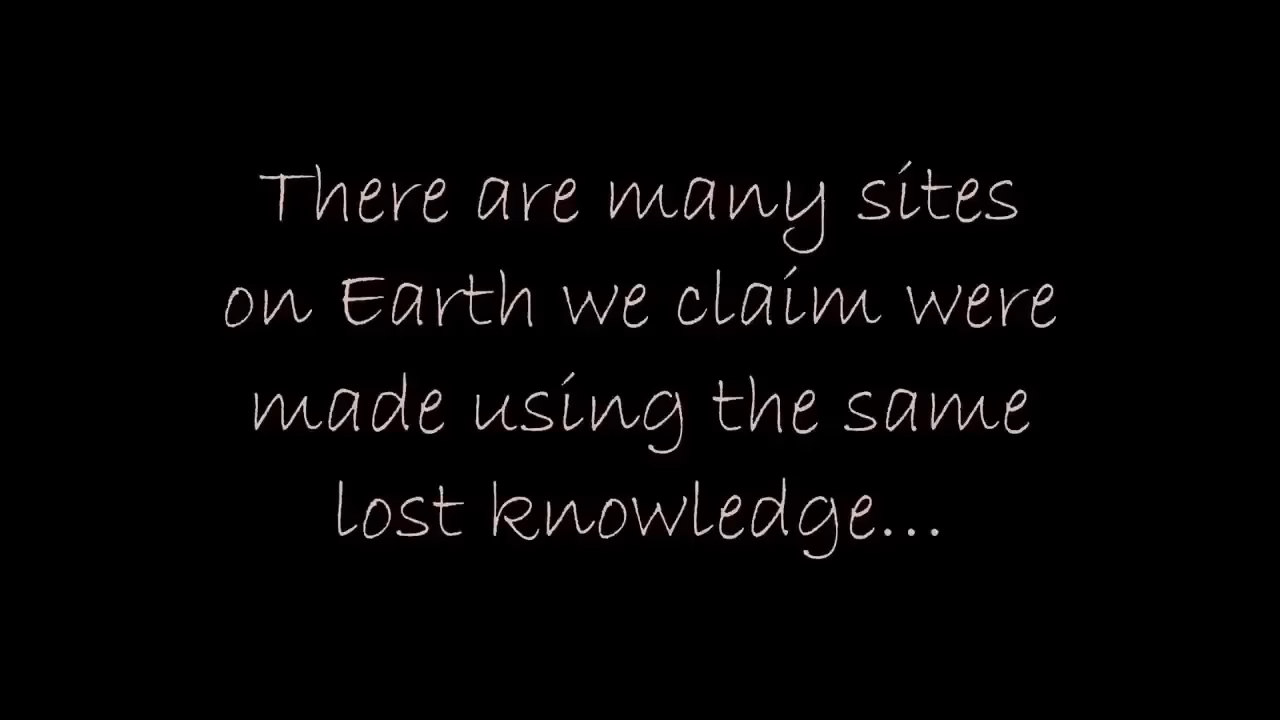 There are many sites
on Earth we claim were
made using the same
lost knowledge...